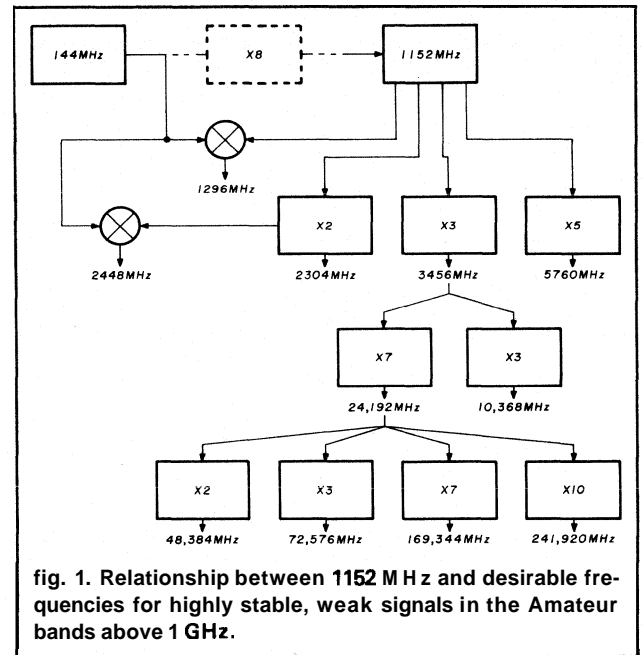 144MHz
X8
1152MHz
1296MHz
X2
X3
X5
2448MHz
2304MHz
3456MHz
5760MHz
X7
X3
24,192MHz
10,368MHz
X2
X3
X7
X10
48,384MHz
72,576MHz
169,344MHz
241,920MHz
fig. 1. Relationship between 1152 MHz and desirable fre-
quencies for highly stable, weak signals in the Amateur
bands above 1 GHz.